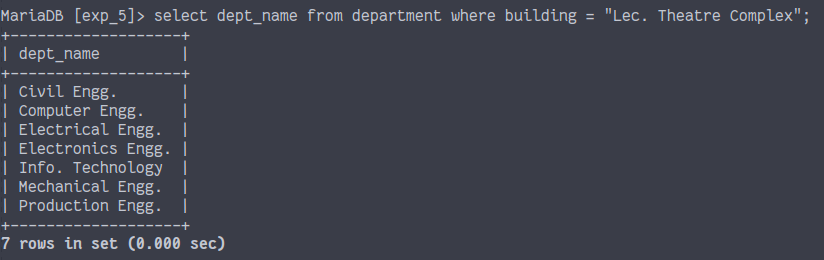 MariaDB [exp_5]> select dept_name from department where building = "Lec. Theatre Complex";
+-------------------+
| dept_name         |
+-------------------+
| Civil Engg.       |
| Computer Engg.    |
| Electrical Engg.  |
| Electronics Engg. |
| Info. Technology  |
| Mechanical Engg.  |
| Production Engg.  |
+-------------------+
7 rows in set (0.000 sec)